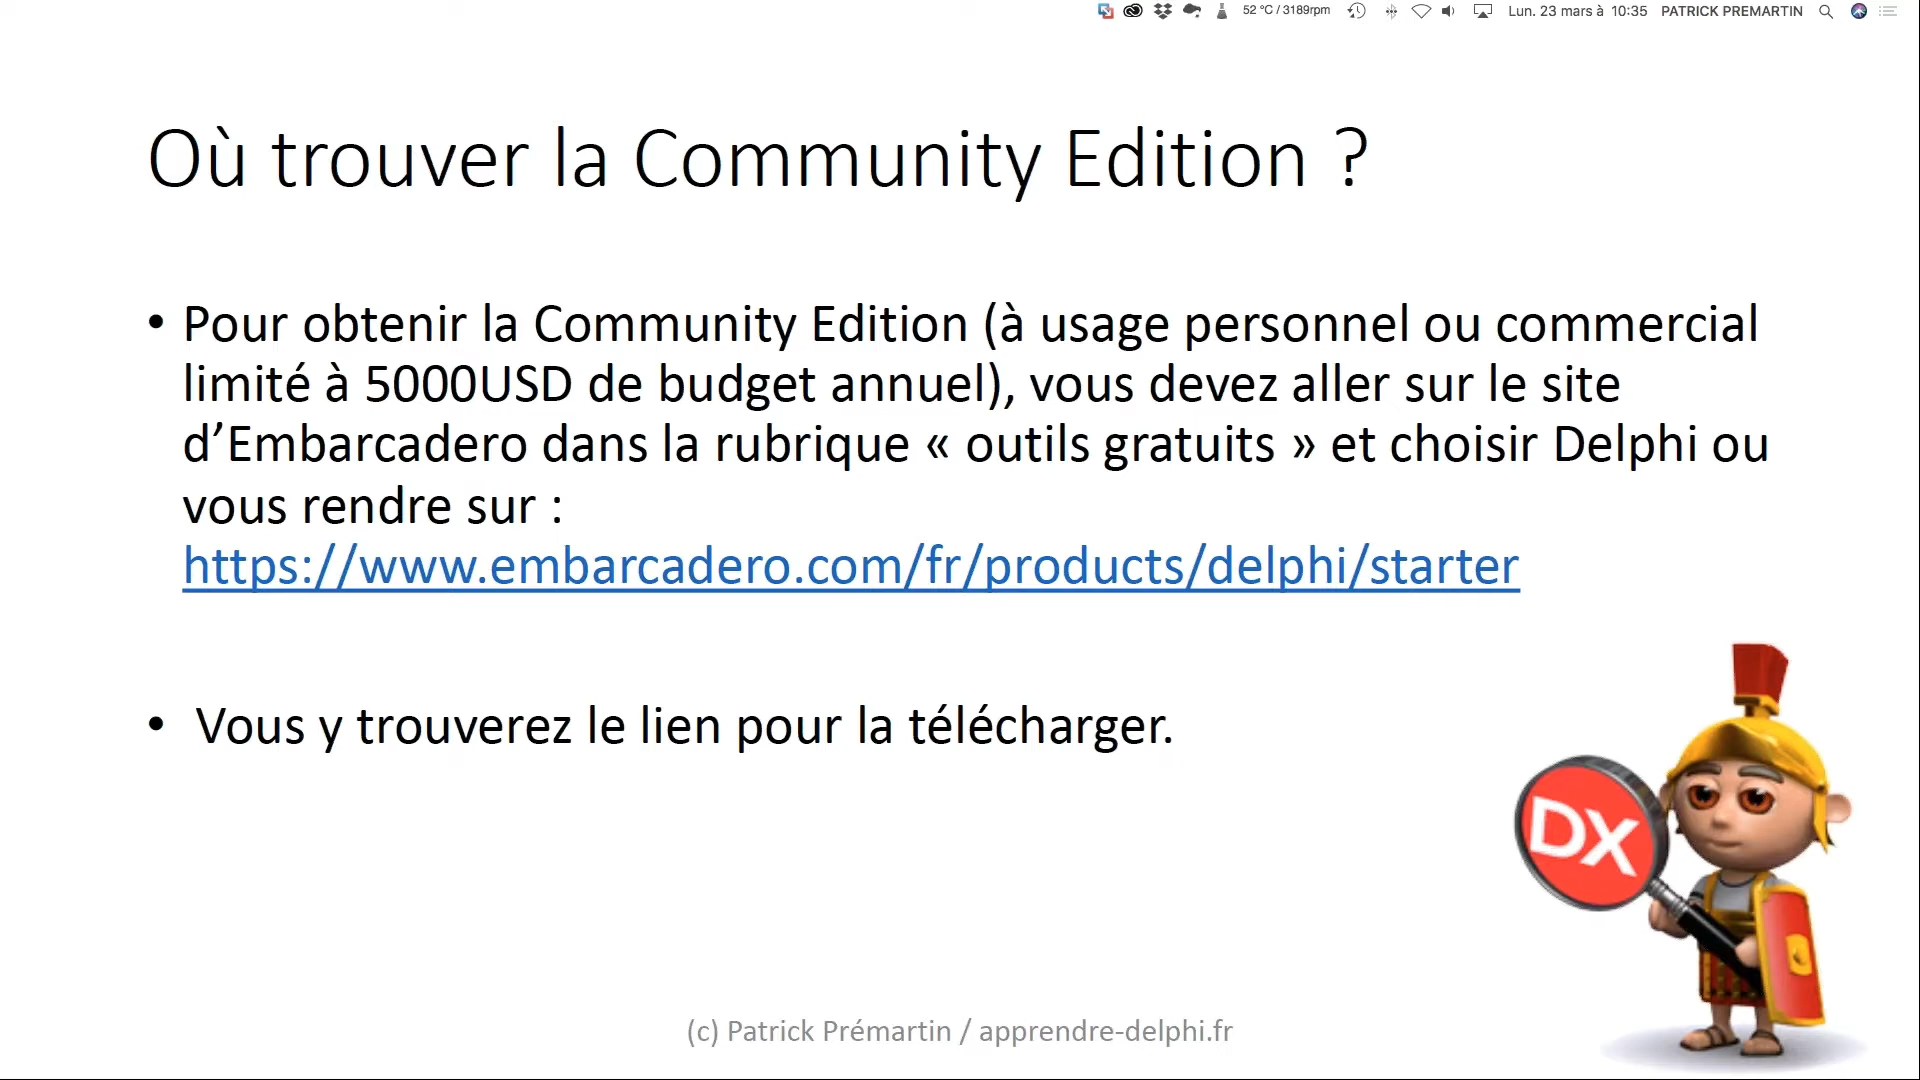 52 °C / 3189rpm Lun. 23 mars à 10:35 PATRICK PREMARTIN
Où trouver la Community Edition ?
• Pour obtenir la Community Edition (à usage personnel ou commercial
limité à 5000USD de budget annuel), vous devez aller sur le site
d’Embarcadero dans la rubrique « outils gratuits » et choisir Delphi ou
vous rendre sur :
https://www.embarcadero.com/fr/products/delphi/starter
• Vous y trouverez le lien pour la télécharger.
DX
(c) Patrick Prémartin / apprendre-delphi.fr